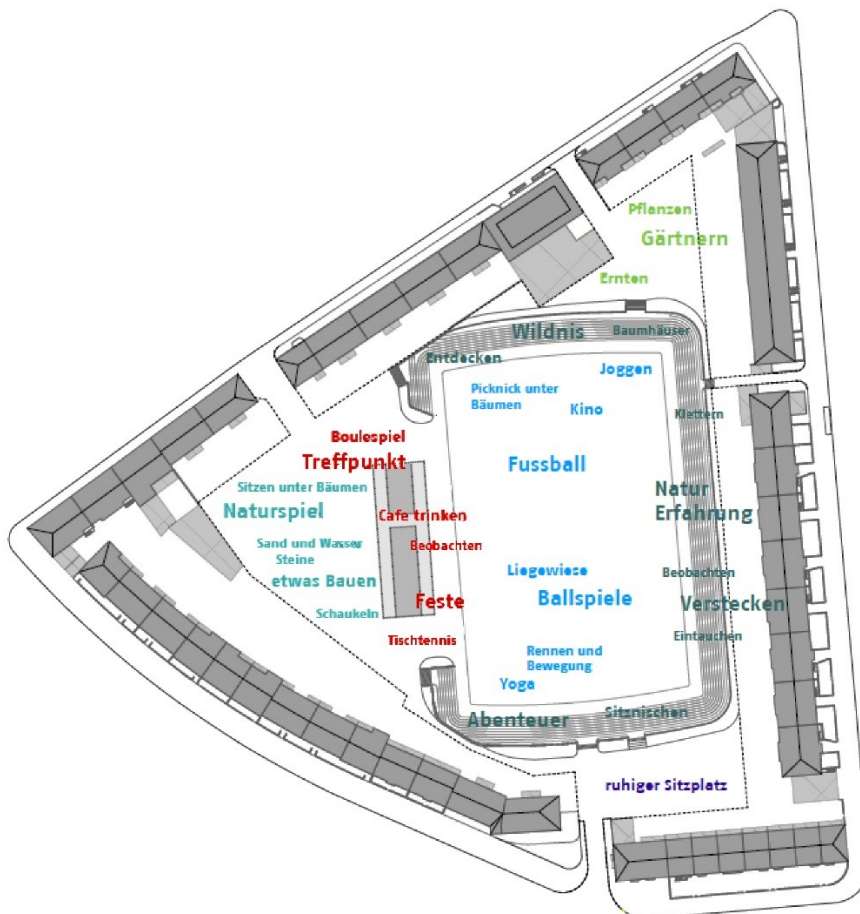 Pflanzen
Gärtnern
Ernten
Wildnis
Baumhäuser
Entdecken
Joggen
Picknick unter
Bäumen
Kino
Klettern
Boulespiel
Treffpunkt
Fussball
Sitzen unter Bäumen
Naturspiel
Natur
Erfahrung
Cafe trinken
Sand und Wasser
Steine
Beobachten
etwas Bauen
Liegewiese
Beobachten
Schaukeln
Feste
Ballspiele
Verstecken
Tischtennis
Eintauchen
Rennen und
Bewegung
Yoga
Abenteuer
Sitznischen
ruhiger Sitzplatz